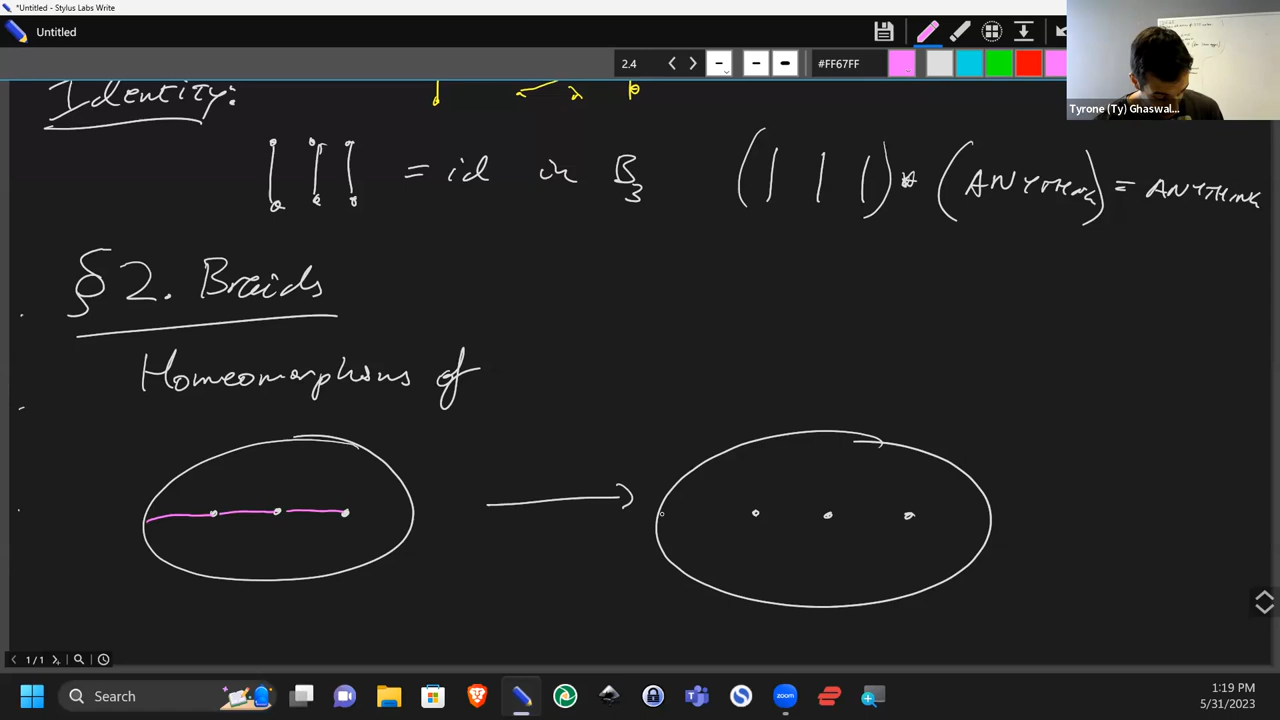 *Untitled - Stylus Labs Write
Untitled
2.4
#FF67FF
Tyrone (Ty) Ghaswal...
Identity:
= id in B3
( | | | ) * ( ANYTHING ) = ANYTHING
§2. Braids
Homeomorphisms of
1/1
Search
zoom
1:19 PM
5/31/2023